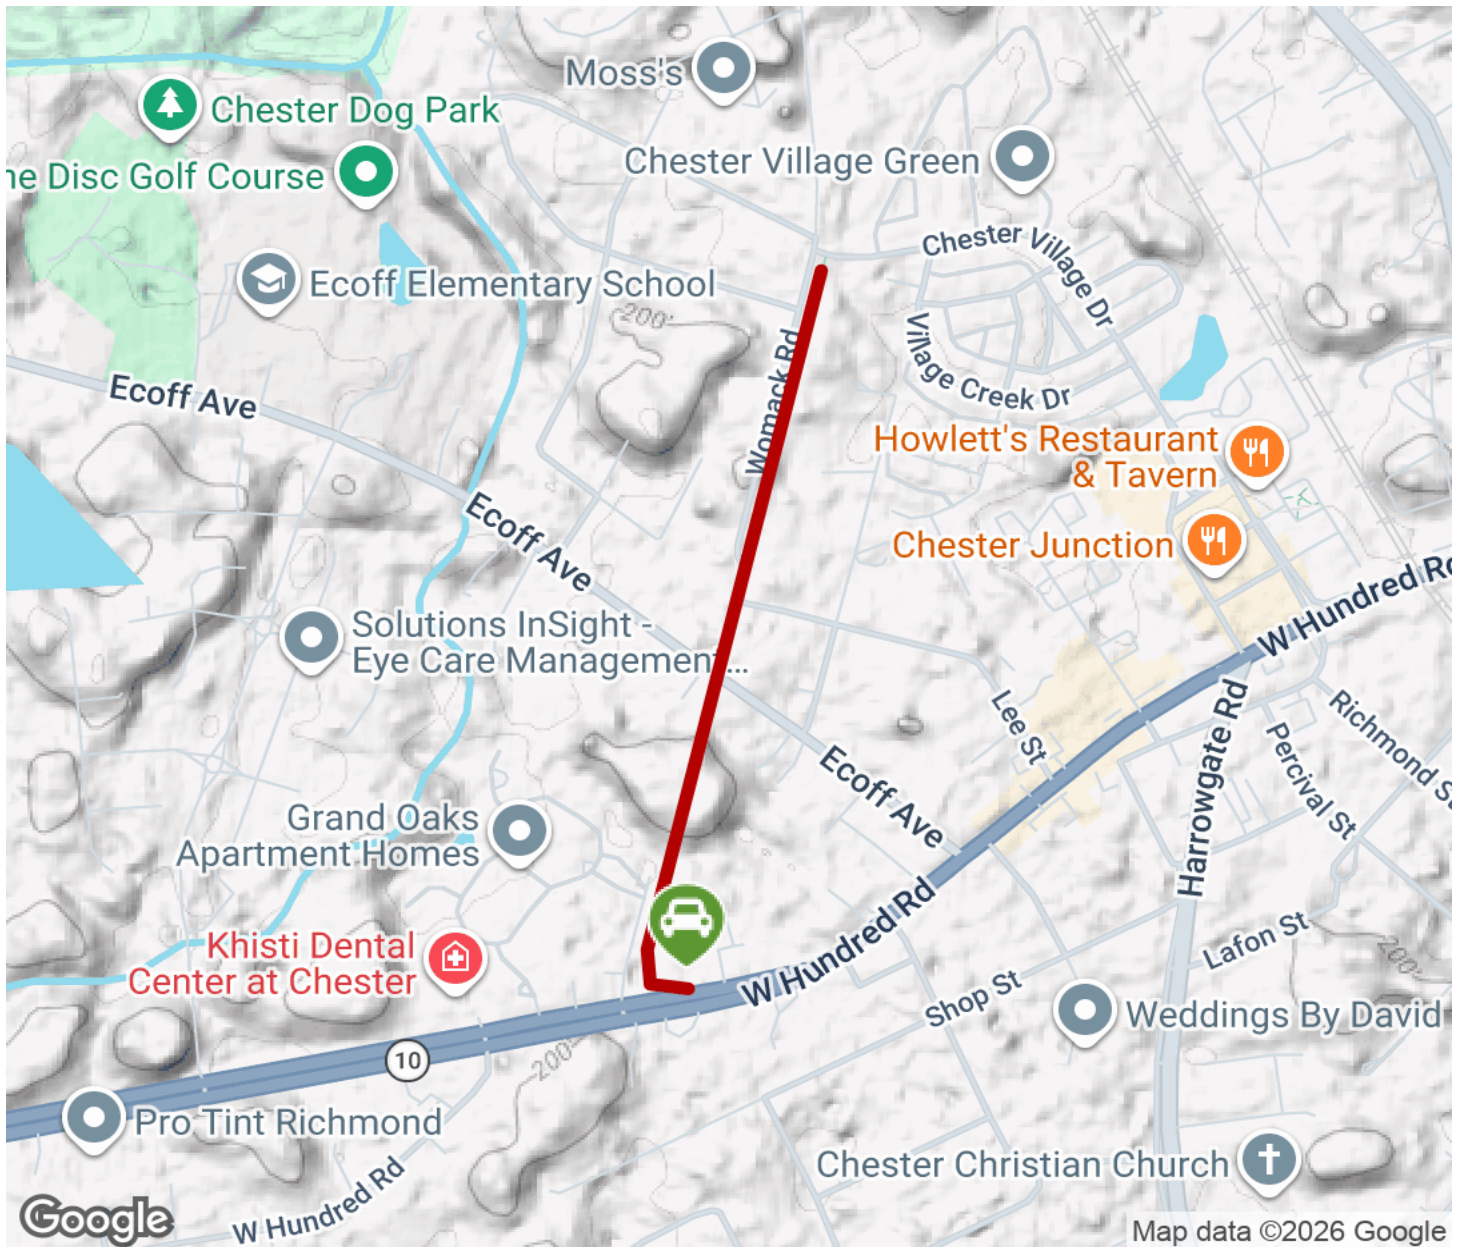 Moss's
Chester Dog Park
Chester Village Green
ne Disc Golf Course
Chester Village Dr
Ecoff Elementary School
200'
Womack Rd
Village Creek Dr
Ecoff Ave
Howlett's Restaurant
& Tavern
Ecoff Ave
Chester Junction
W Hundred Rd
Solutions InSight -
Eye Care Management...
Lee St
Harrowgate Rd
Richmond St
Percival St
Ecoff Ave
Grand Oaks
Apartment Homes
W Hundred Rd
Lafon St
200'
Khisti Dental
Center at Chester
Shop St
Weddings By David
10
200'
Pro Tint Richmond
Chester Christian Church
W Hundred Rd
Google
Map data ©2026 Google